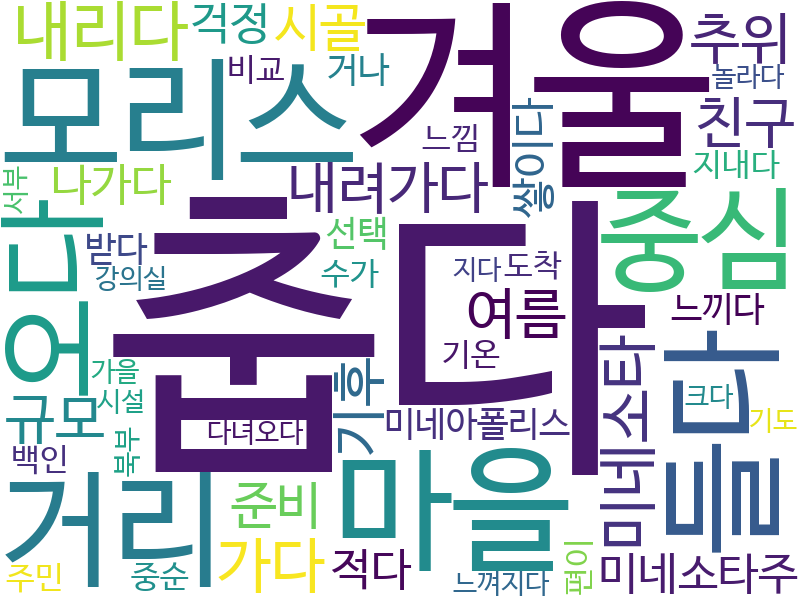 내리다
걱정
시골
겨울
추위
비교
거나
놀라다
모리스
느낌
친구
쌓이다
지내다
서부
나가다
내려가다
중심
춥다
오다
받다
선택
강의실
수가
지다
도착
여름
느끼다
기온
미네소타
들다
가을
시설
기후
크다
규모
다녀오다
미네아폴리스
기도
백인
북부
거리
마을
준비
가다
적다
편이
미네소타주
주민
중순
느껴지다